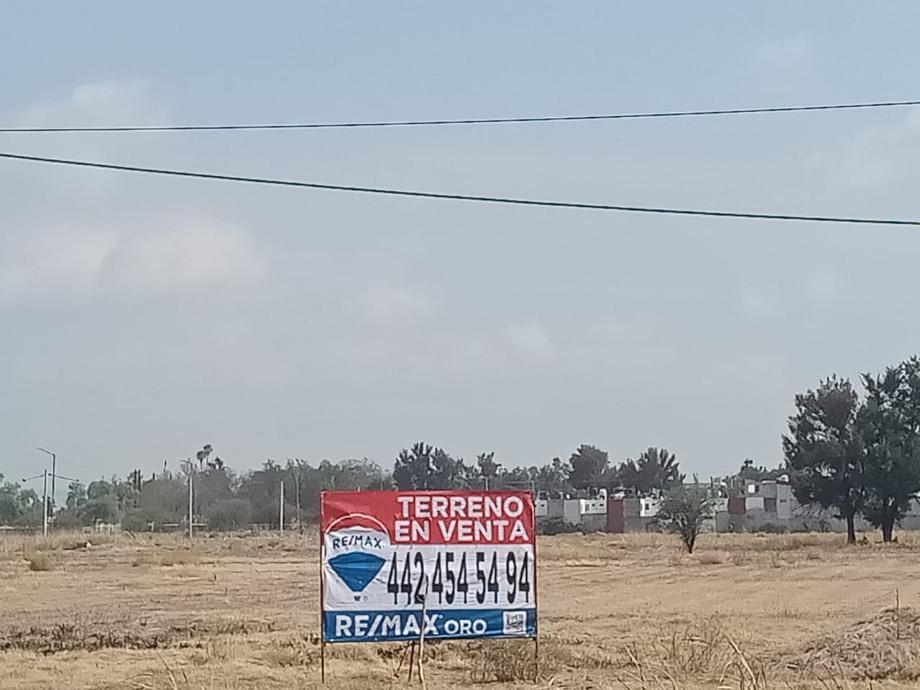 TERRENO
EN VENTA
RE/MAX
442 454 54 94
RE/MAX ORO